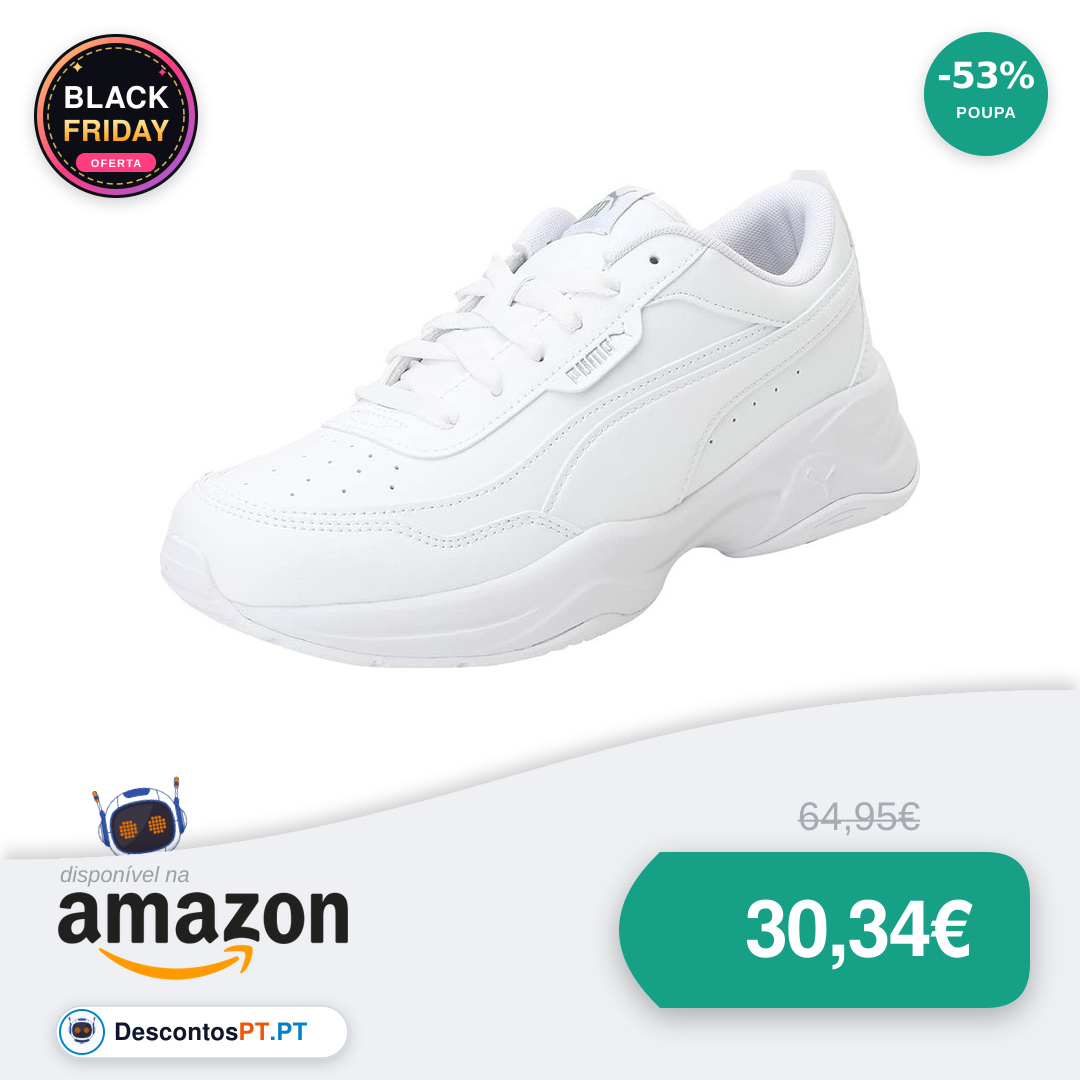 BLACK
FRIDAY
OFERTA
-53%
POUPA
PUMA
64,95€
disponível na
amazon
30,34€
DescontosPT.PT